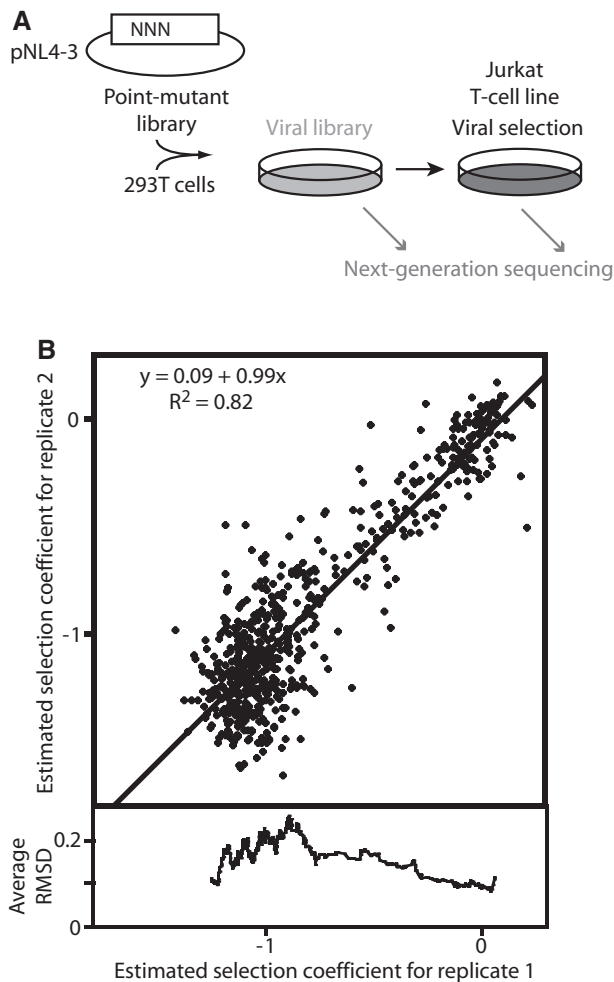 A
NNN
pNL4-3
Point-mutant
library
293T cells
Viral library
Jurkat
T-cell line
Viral selection
Next-generation sequencing
B
y = 0.09 + 0.99x
R² = 0.82
Estimated selection coefficient for replicate 2
0
-1
Average
RMSD
0.2
0
-1
0
Estimated selection coefficient for replicate 1